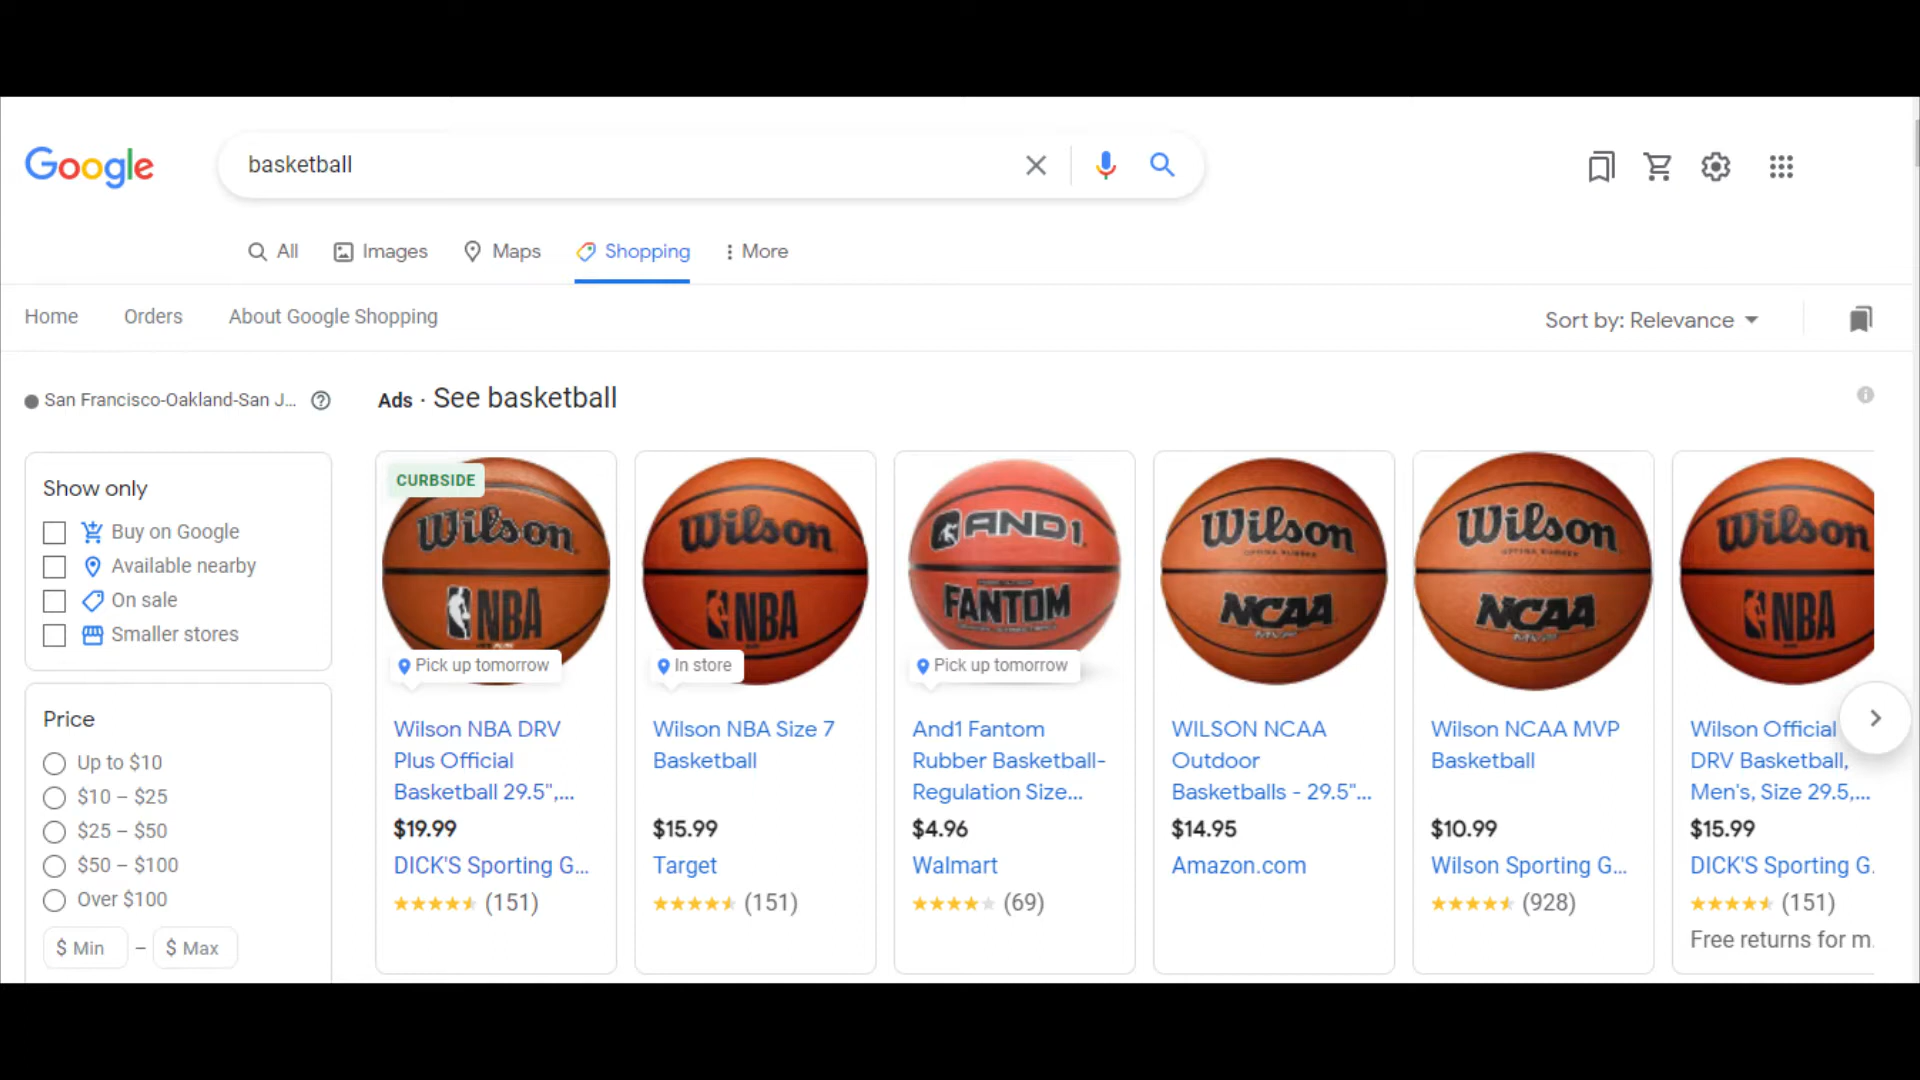 Google
basketball
All
Images
Maps
Shopping
More
Home
Orders
About Google Shopping
Sort by: Relevance
San Francisco-Oakland-San J...
Ads · See basketball
Show only
Buy on Google
Available nearby
On sale
Smaller stores
Price
Up to $10
$10 – $25
$25 – $50
$50 – $100
Over $100
$ Min – $ Max
CURBSIDE
Wilson
NBA
Pick up tomorrow
Wilson NBA DRV
Plus Official
Basketball 29.5",...
$19.99
DICK'S Sporting G...
(151)
Wilson
NBA
In store
Wilson NBA Size 7
Basketball
$15.99
Target
(151)
AND1
FANTOM
Pick up tomorrow
And1 Fantom
Rubber Basketball-
Regulation Size...
$4.96
Walmart
(69)
Wilson
NCAA
MVP
WILSON NCAA
Outdoor
Basketballs - 29.5"...
$14.95
Amazon.com
Wilson
NCAA
MVP
Wilson NCAA MVP
Basketball
$10.99
Wilson Sporting G...
(928)
Wilson
NBA
Wilson Official
DRV Basketball,
Men's, Size 29.5,...
$15.99
DICK'S Sporting G.
(151)
Free returns for m.